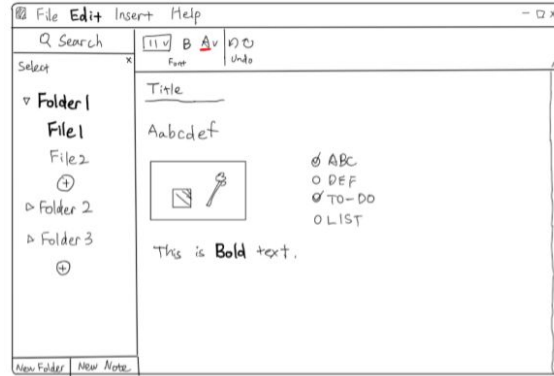 File Edit Insert Help
Search
Select x
Folder 1
File 1
File 2
Folder 2
Folder 3
New Folder New Note
11 B A
Font Undo
Title
Aabcdef
ABC
DEF
TO-DO
LIST
This is Bold text.